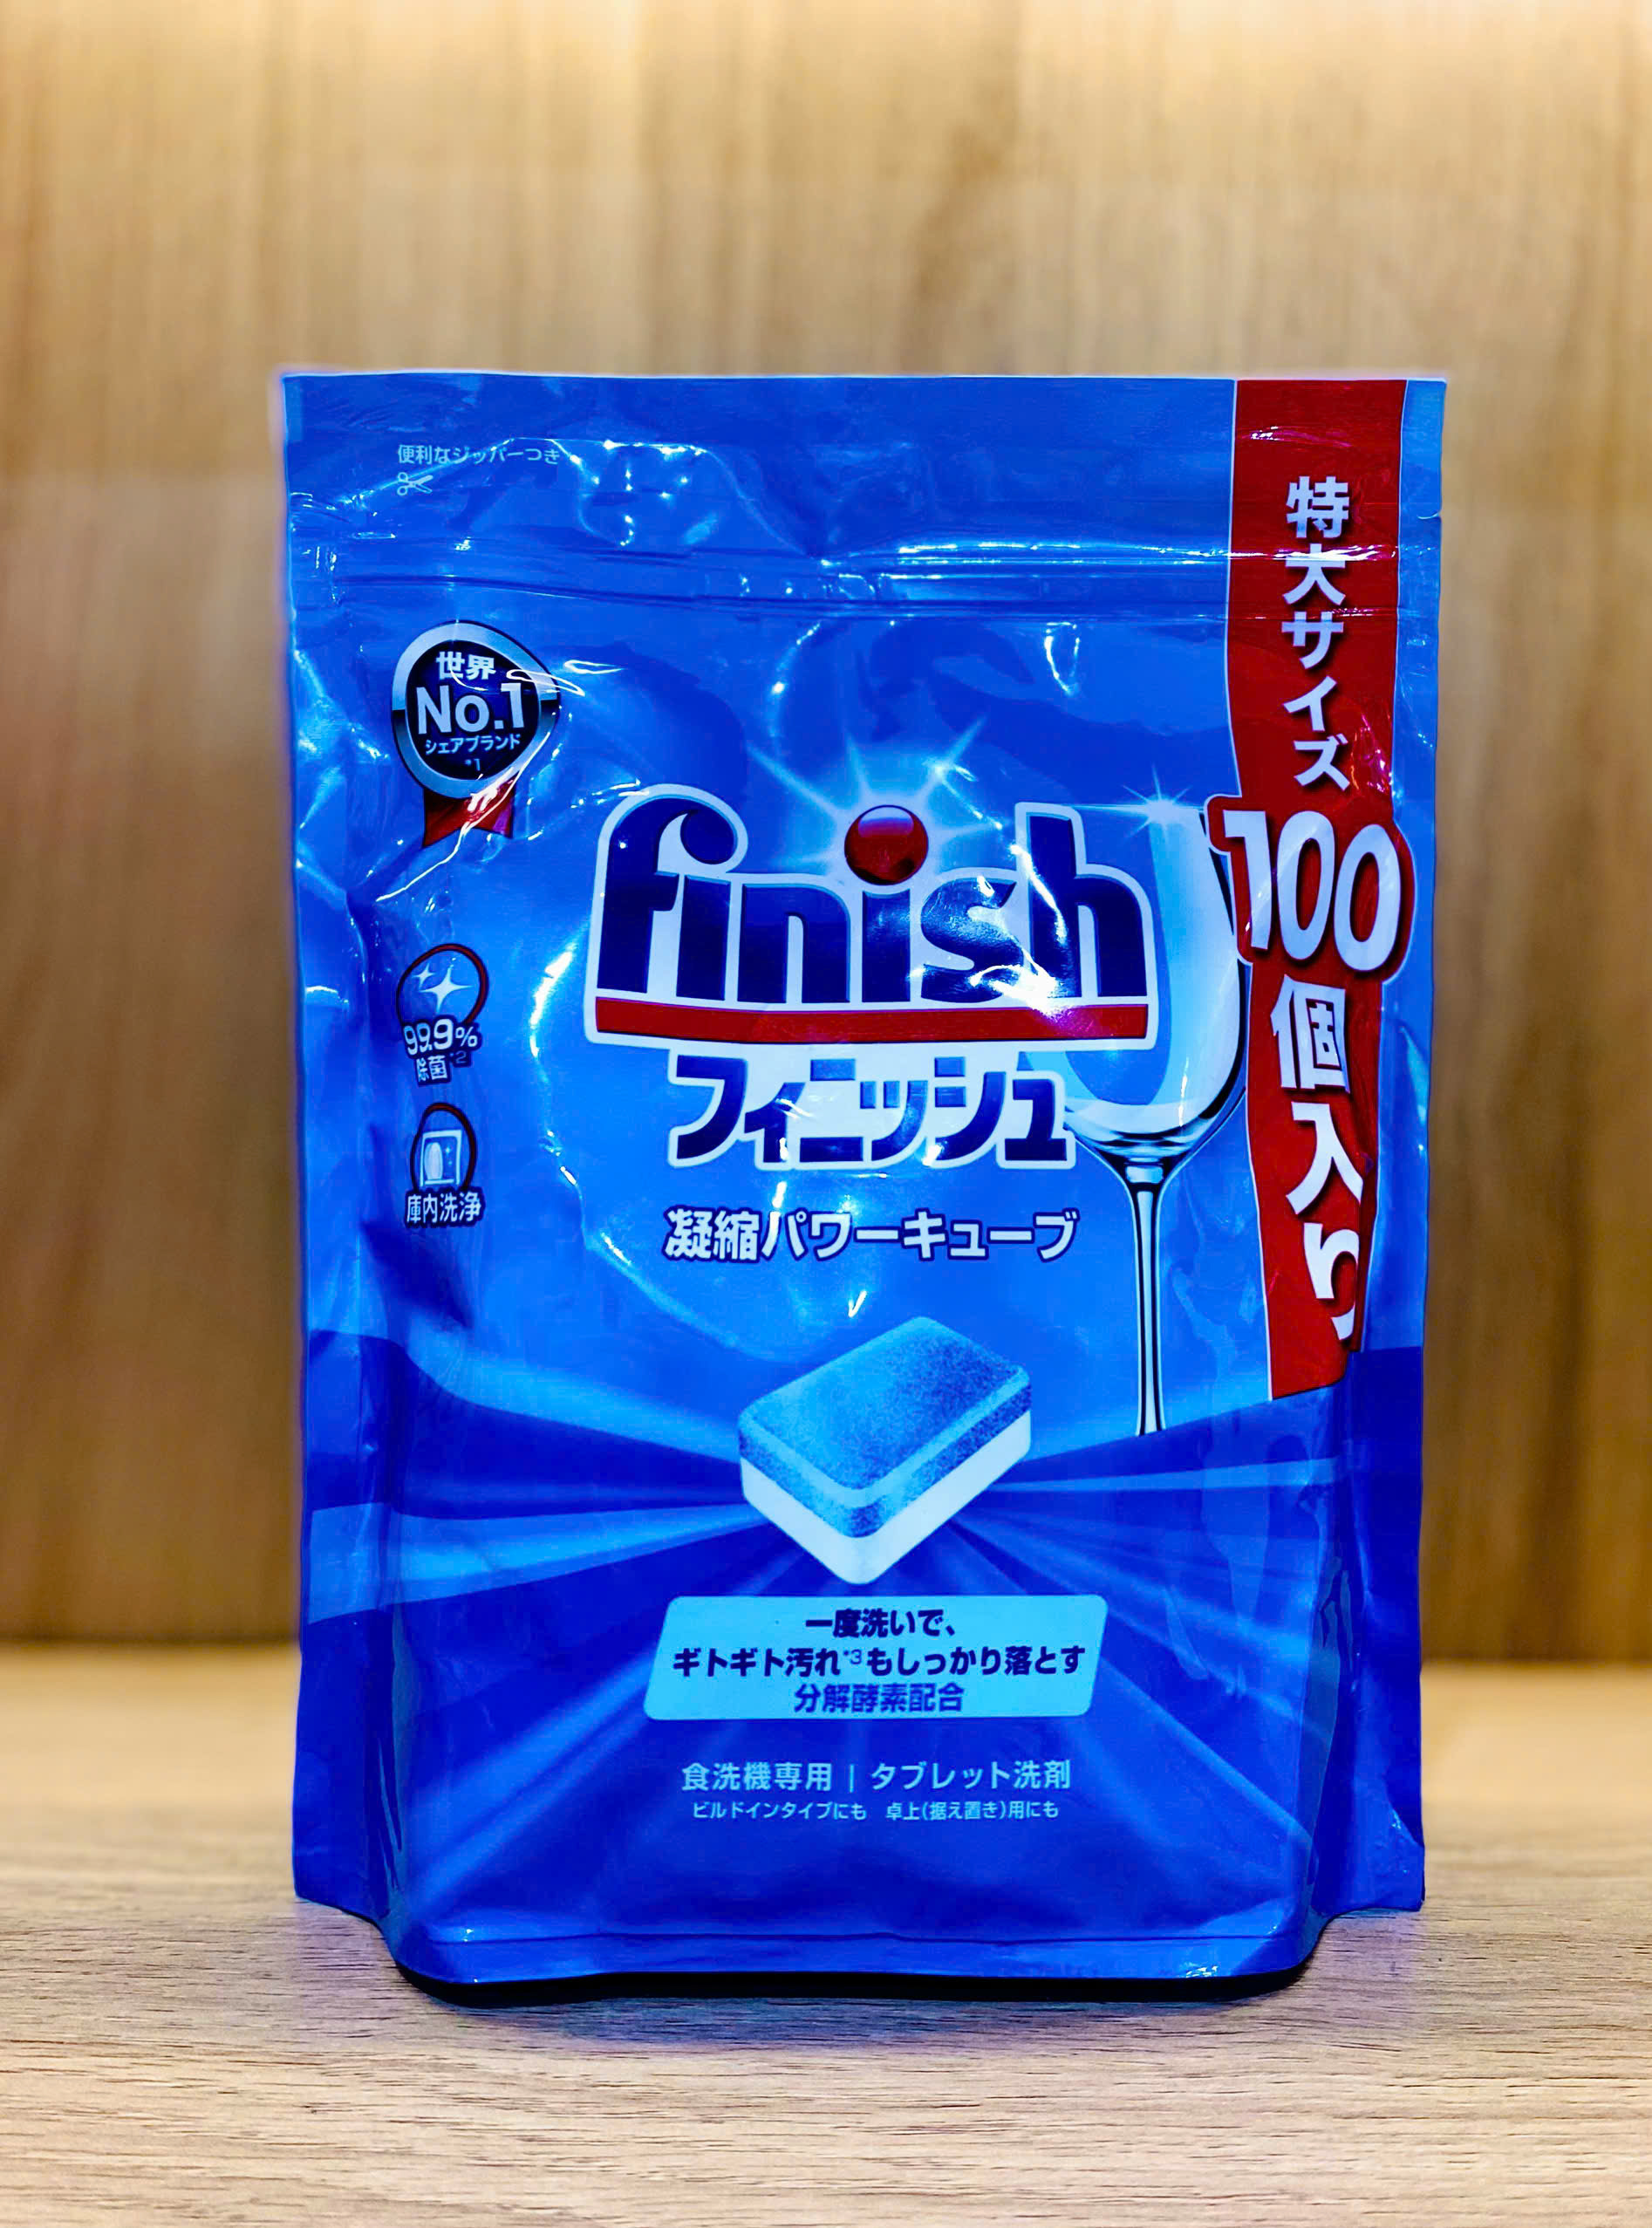 便利なジッパーつき
世界
No.1
シェアブランド
*1
特大サイズ
100
個入り
finish
フィニッシュ
99.9%
除菌*2
庫内洗浄
凝縮パワーキューブ
一度洗いで、
ギトギト汚れ*3もしっかり落とす
分解酵素配合
食洗機専用 | タブレット洗剤
ビルドインタイプにも 卓上(据え置き)用にも